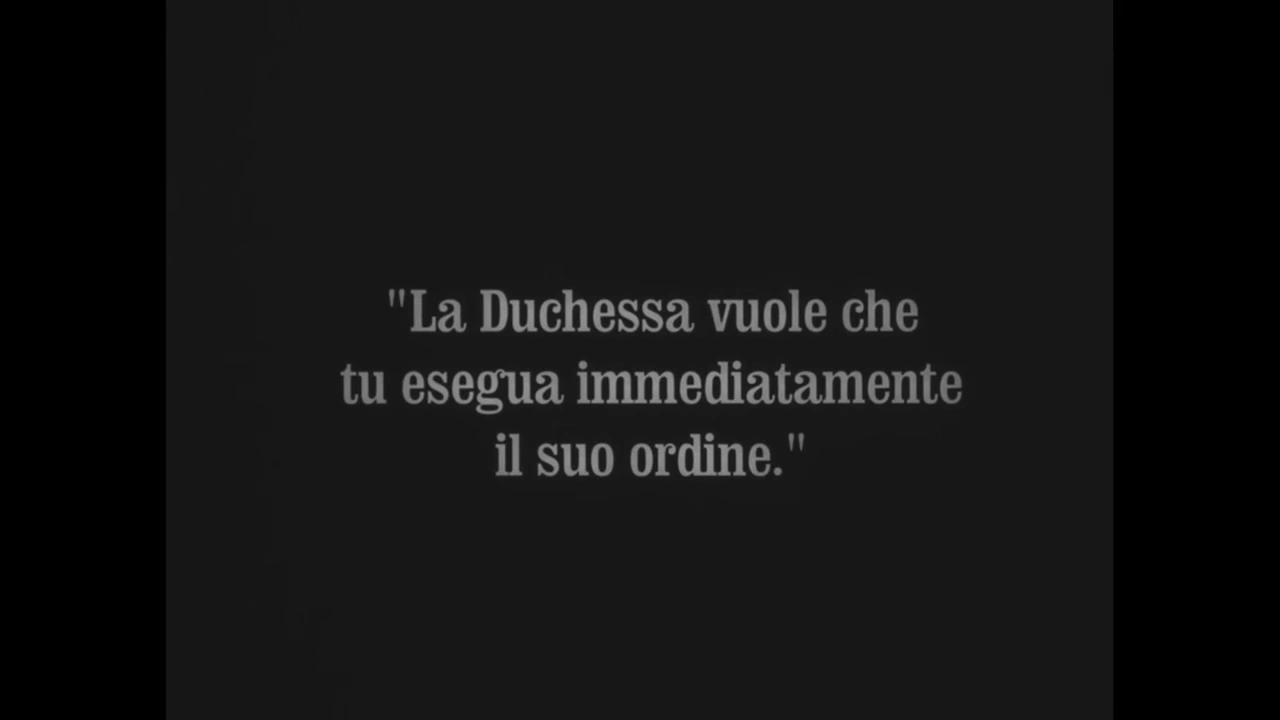 "La Duchessa vuole che
tu esegua immediatamente
il suo ordine."